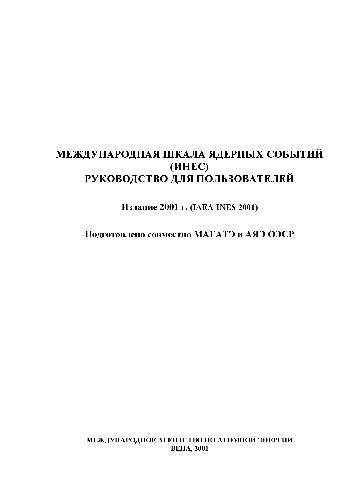 МЕЖДУНАРОДНАЯ ШКАЛА ЯДЕРНЫХ СОБЫТИЙ
(ИНЕС)
РУКОВОДСТВО ДЛЯ ПОЛЬЗОВАТЕЛЕЙ
Издание 2001 г. (IAEA-INES-2001)
Подготовлено совместно МАГАТЭ и АЯЭ ОЭСР
МЕЖДУНАРОДНОЕ АГЕНТСТВО ПО АТОМНОЙ ЭНЕРГИИ
ВЕНА, 2001